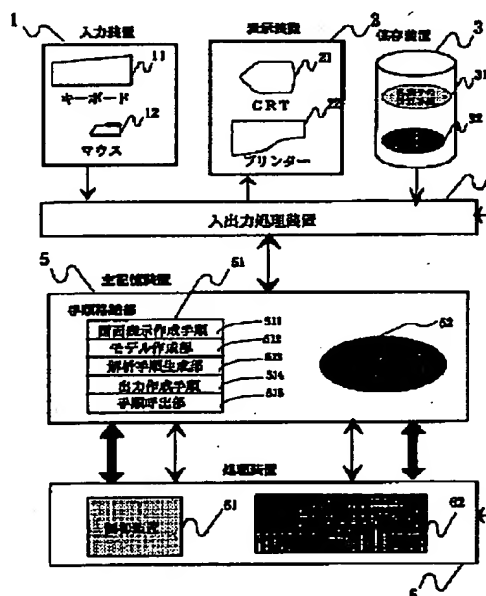 1
入力装置
11
キーボード
12
マウス
表示装置
2
21
CRT
22
プリンター
保存装置
3
31
32
入出力処理装置
5
主記憶装置
51
手順格納部
画面表示作成手順
511
モデル作成部
512
解析手順生成部
513
出力作成手順
514
手順呼出部
515
52
処理装置
61
62
6